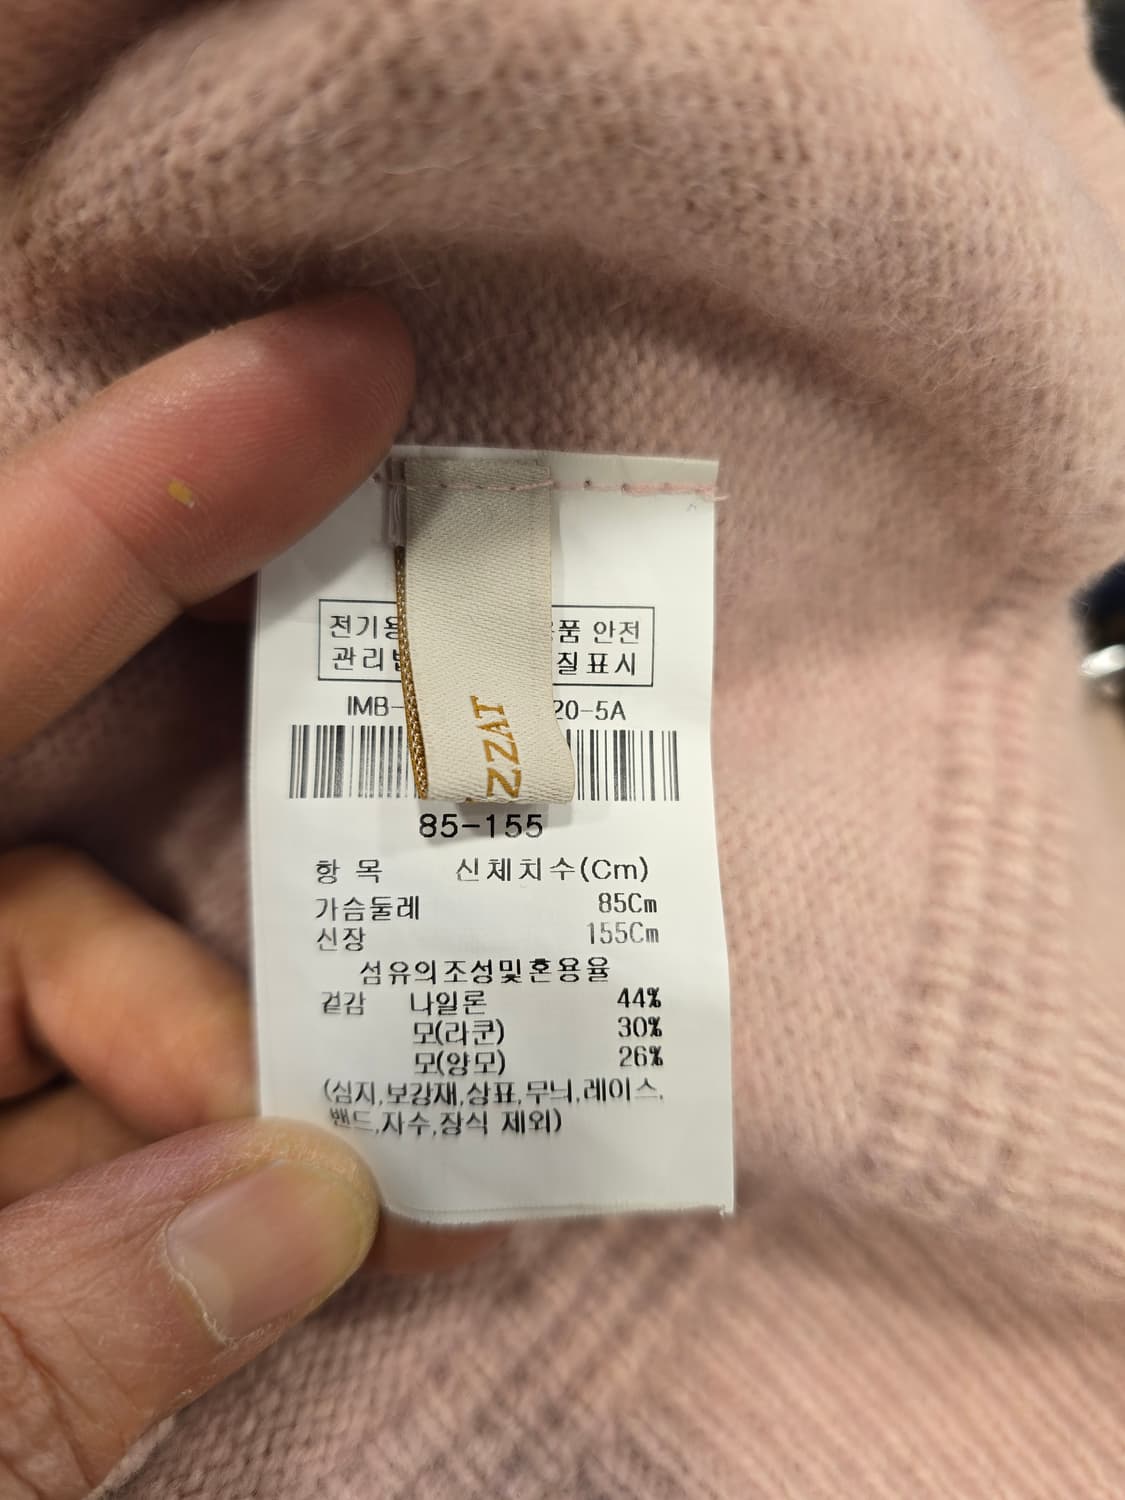 전기용 품 안전
관리법 질표시
IMB- 20-5A
ZZAT
85-155
항 목 신체치수(Cm)
가슴둘레 85Cm
신장 155Cm
섬유의조성및혼용율
겉감 나일론 44%
모(라쿤) 30%
모(양모) 26%
(심지,보강재,상표,무늬,레이스,
밴드,자수,장식 제외)